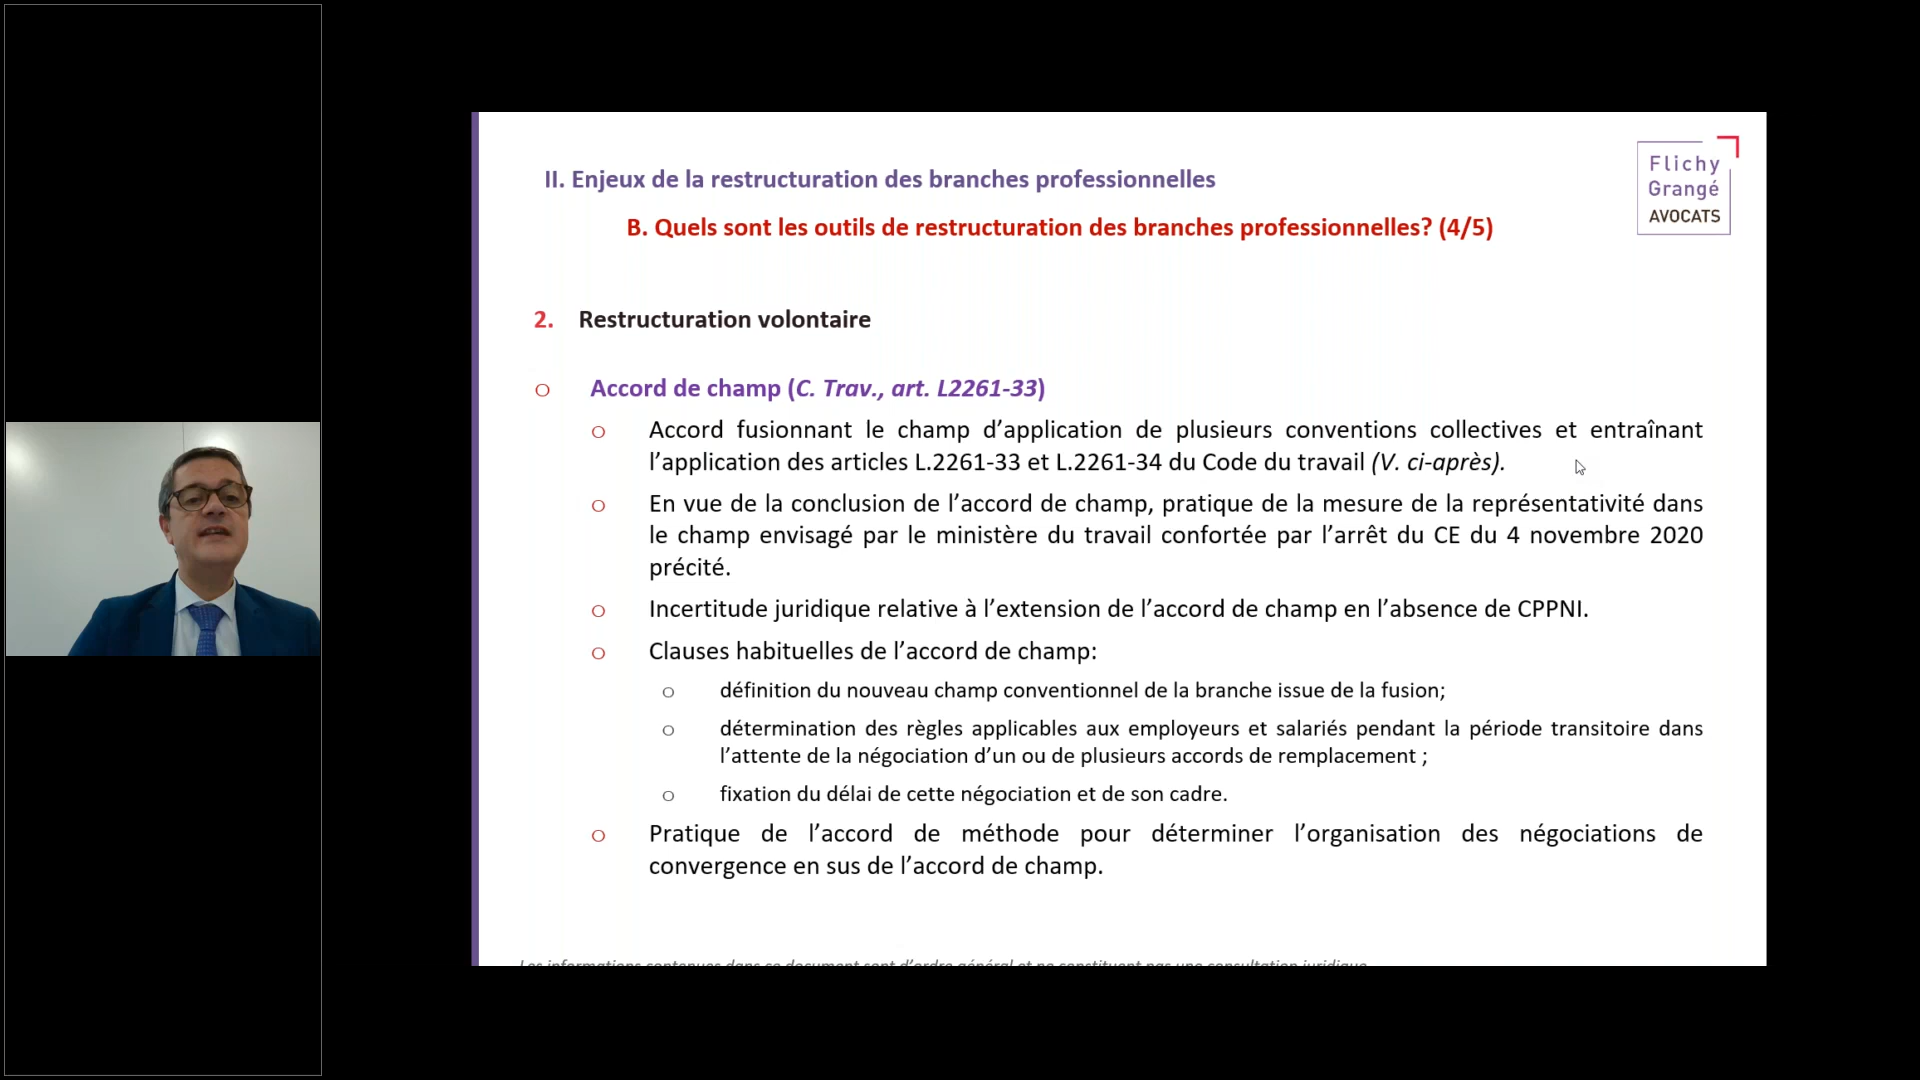 II. Enjeux de la restructuration des branches professionnelles
B. Quels sont les outils de restructuration des branches professionnelles? (4/5)
Flichy
Grangé
AVOCATS
2. Restructuration volontaire
o Accord de champ (C. Trav., art. L2261-33)
o Accord fusionnant le champ d’application de plusieurs conventions collectives et entraînant
l’application des articles L.2261-33 et L.2261-34 du Code du travail (V. ci-après).
o En vue de la conclusion de l’accord de champ, pratique de la mesure de la représentativité dans
le champ envisagé par le ministère du travail confortée par l’arrêt du CE du 4 novembre 2020
précité.
o Incertitude juridique relative à l’extension de l’accord de champ en l’absence de CPPNI.
o Clauses habituelles de l’accord de champ:
o définition du nouveau champ conventionnel de la branche issue de la fusion;
o détermination des règles applicables aux employeurs et salariés pendant la période transitoire dans
l’attente de la négociation d’un ou de plusieurs accords de remplacement ;
o fixation du délai de cette négociation et de son cadre.
o Pratique de l’accord de méthode pour déterminer l’organisation des négociations de
convergence en sus de l’accord de champ.
Les informations contenues dans ce document sont d’ordre général et ne constituent pas une consultation juridique